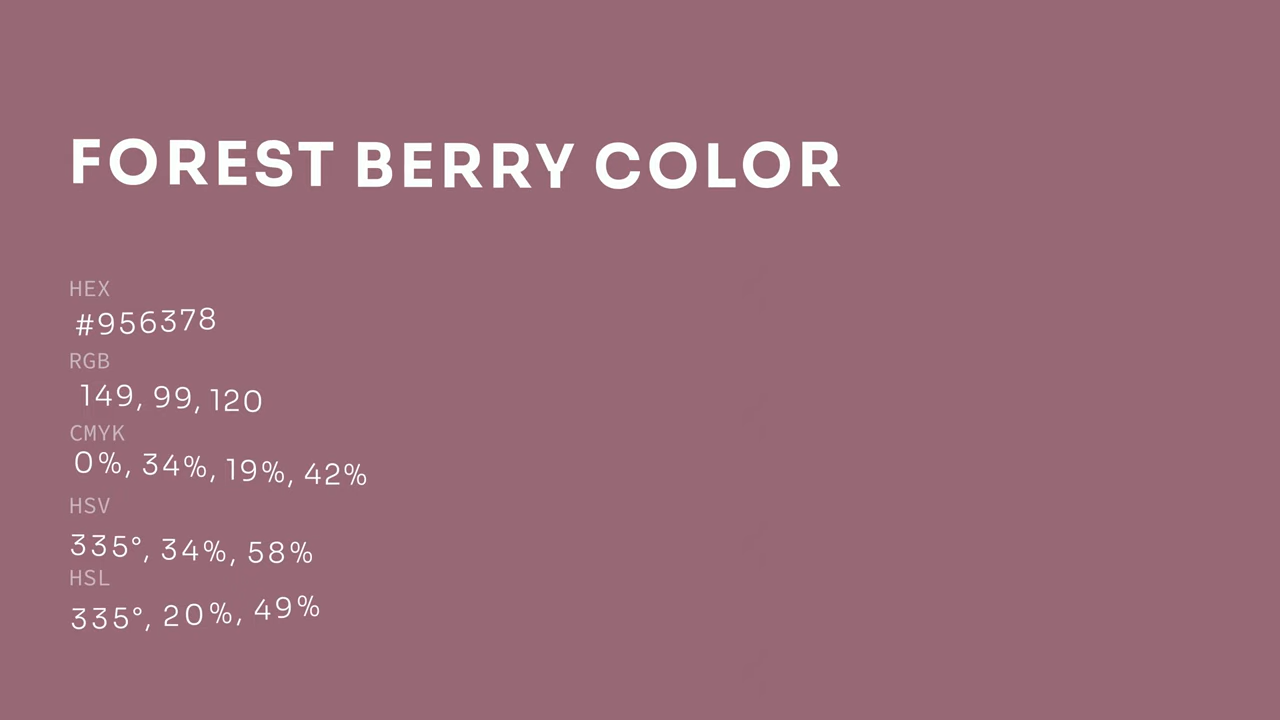 FOREST BERRY COLOR
HEX
#956378
RGB
149, 99, 120
CMYK
0%, 34%, 19%, 42%
HSV
335°, 34%, 58%
HSL
335°, 20%, 49%